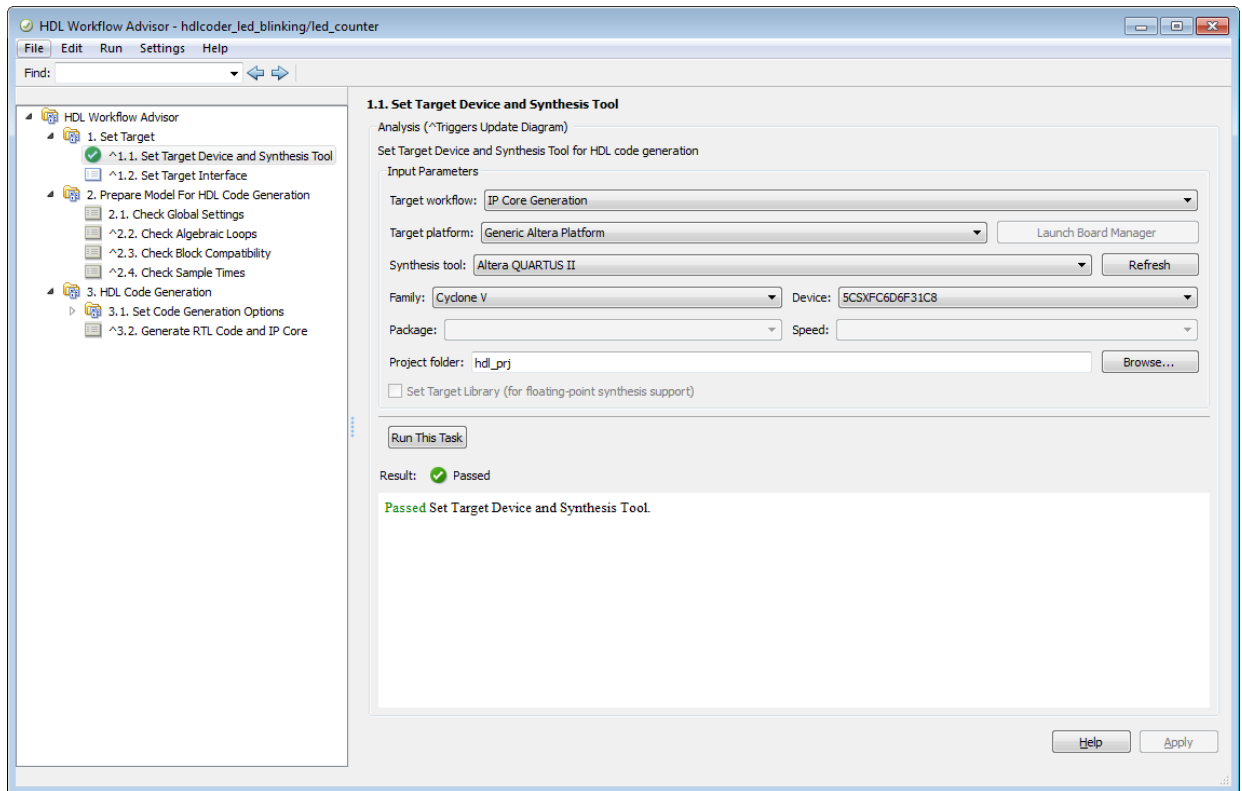 HDL Workflow Advisor - hdlcoder_led_blinking/led_counter
File Edit Run Settings Help
Find:
HDL Workflow Advisor
1. Set Target
^1.1. Set Target Device and Synthesis Tool
^1.2. Set Target Interface
2. Prepare Model For HDL Code Generation
2.1. Check Global Settings
^2.2. Check Algebraic Loops
^2.3. Check Block Compatibility
^2.4. Check Sample Times
3. HDL Code Generation
3.1. Set Code Generation Options
^3.2. Generate RTL Code and IP Core
1.1. Set Target Device and Synthesis Tool
Analysis (^Triggers Update Diagram)
Set Target Device and Synthesis Tool for HDL code generation
Input Parameters
Target workflow: IP Core Generation
Target platform: Generic Altera Platform Launch Board Manager
Synthesis tool: Altera QUARTUS II Refresh
Family: Cyclone V Device: 5CSXFC6D6F31C8
Package: Speed:
Project folder: hdl_prj Browse...
Set Target Library (for floating-point synthesis support)
Run This Task
Result: Passed
Passed Set Target Device and Synthesis Tool.
Help Apply